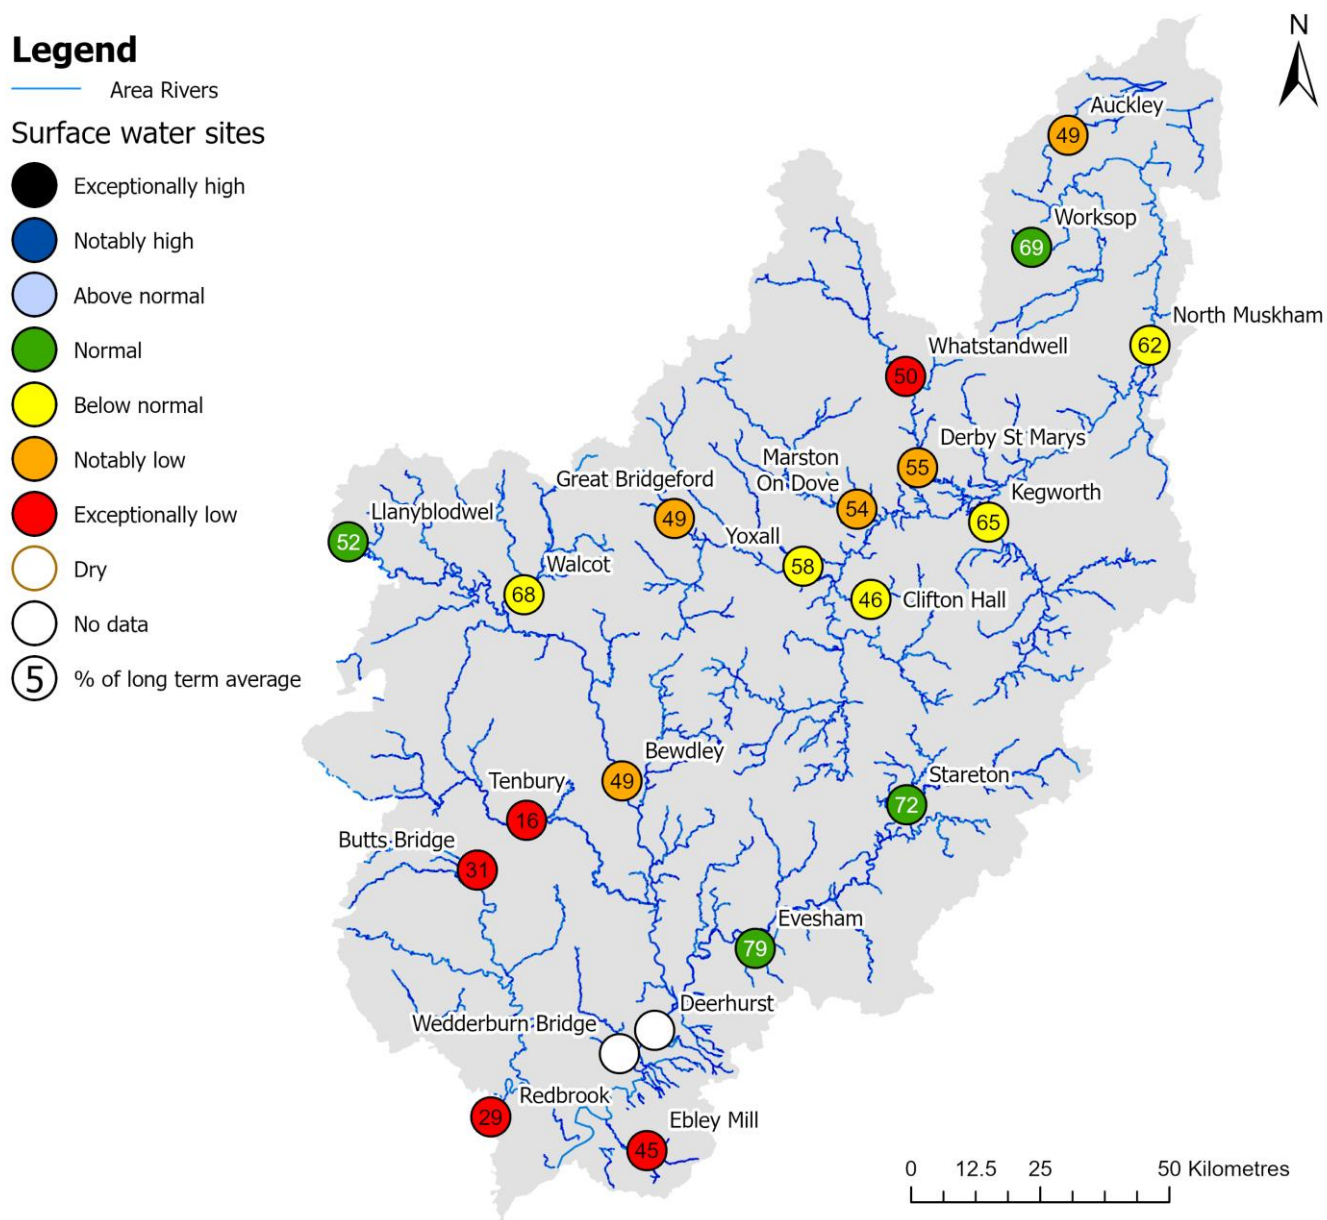 Legend
Area Rivers
Surface water sites
Exceptionally high
Notably high
Above normal
Normal
Below normal
Notably low
Exceptionally low
Dry
No data
5 % of long term average
N
Auckley
49
Worksop
69
North Muskham
62
Whatstandwell
50
Derby St Marys
55
Marston
On Dove
54
Great Bridgeford
49
Kegworth
65
Llanyblodwel
52
Yoxall
58
Walcot
68
46 Clifton Hall
Bewdley
49
Stareton
72
Tenbury
16
Butts Bridge
31
Evesham
79
Deerhurst
Wedderburn Bridge
Redbrook
29
Ebley Mill
45
0 12.5 25 50 Kilometres